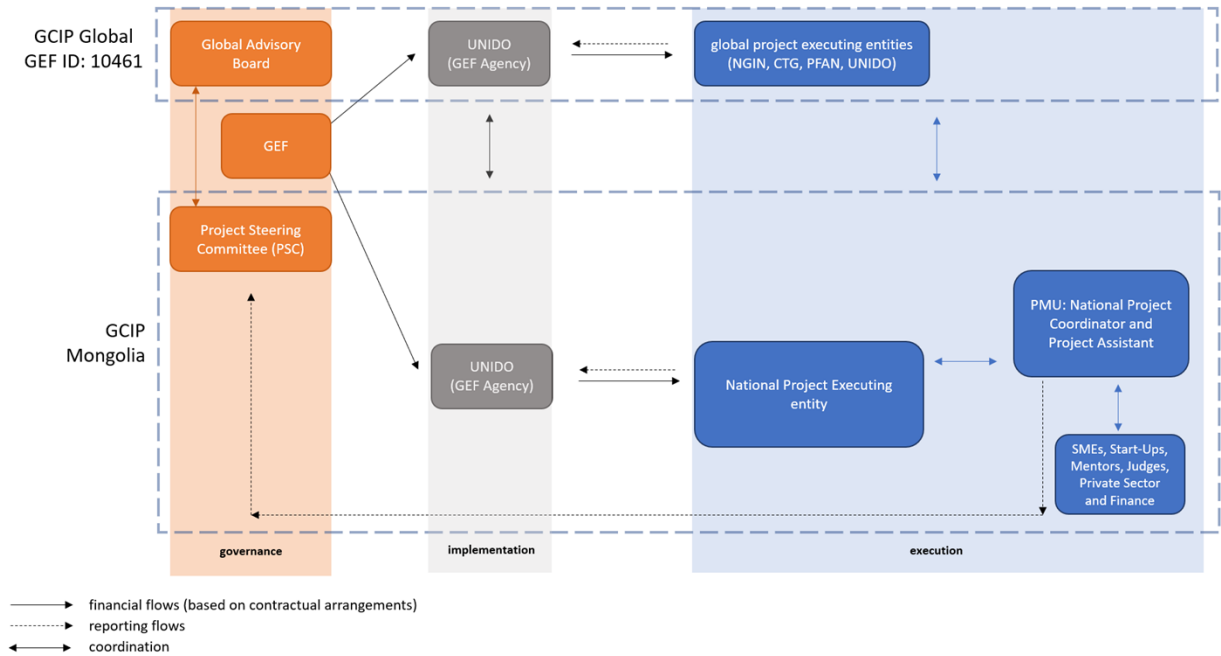 GCIP Global
GEF ID: 10461
Global Advisory
Board
UNIDO
(GEF Agency)
global project executing entities
(NGIN, CTG, PFAN, UNIDO)
GEF
Project Steering
Committee (PSC)
GCIP
Mongolia
UNIDO
(GEF Agency)
National Project Executing
entity
PMU: National Project
Coordinator and
Project Assistant
SMEs, Start-Ups,
Mentors, Judges,
Private Sector
and Finance
governance
implementation
execution
financial flows (based on contractual arrangements)
reporting flows
coordination